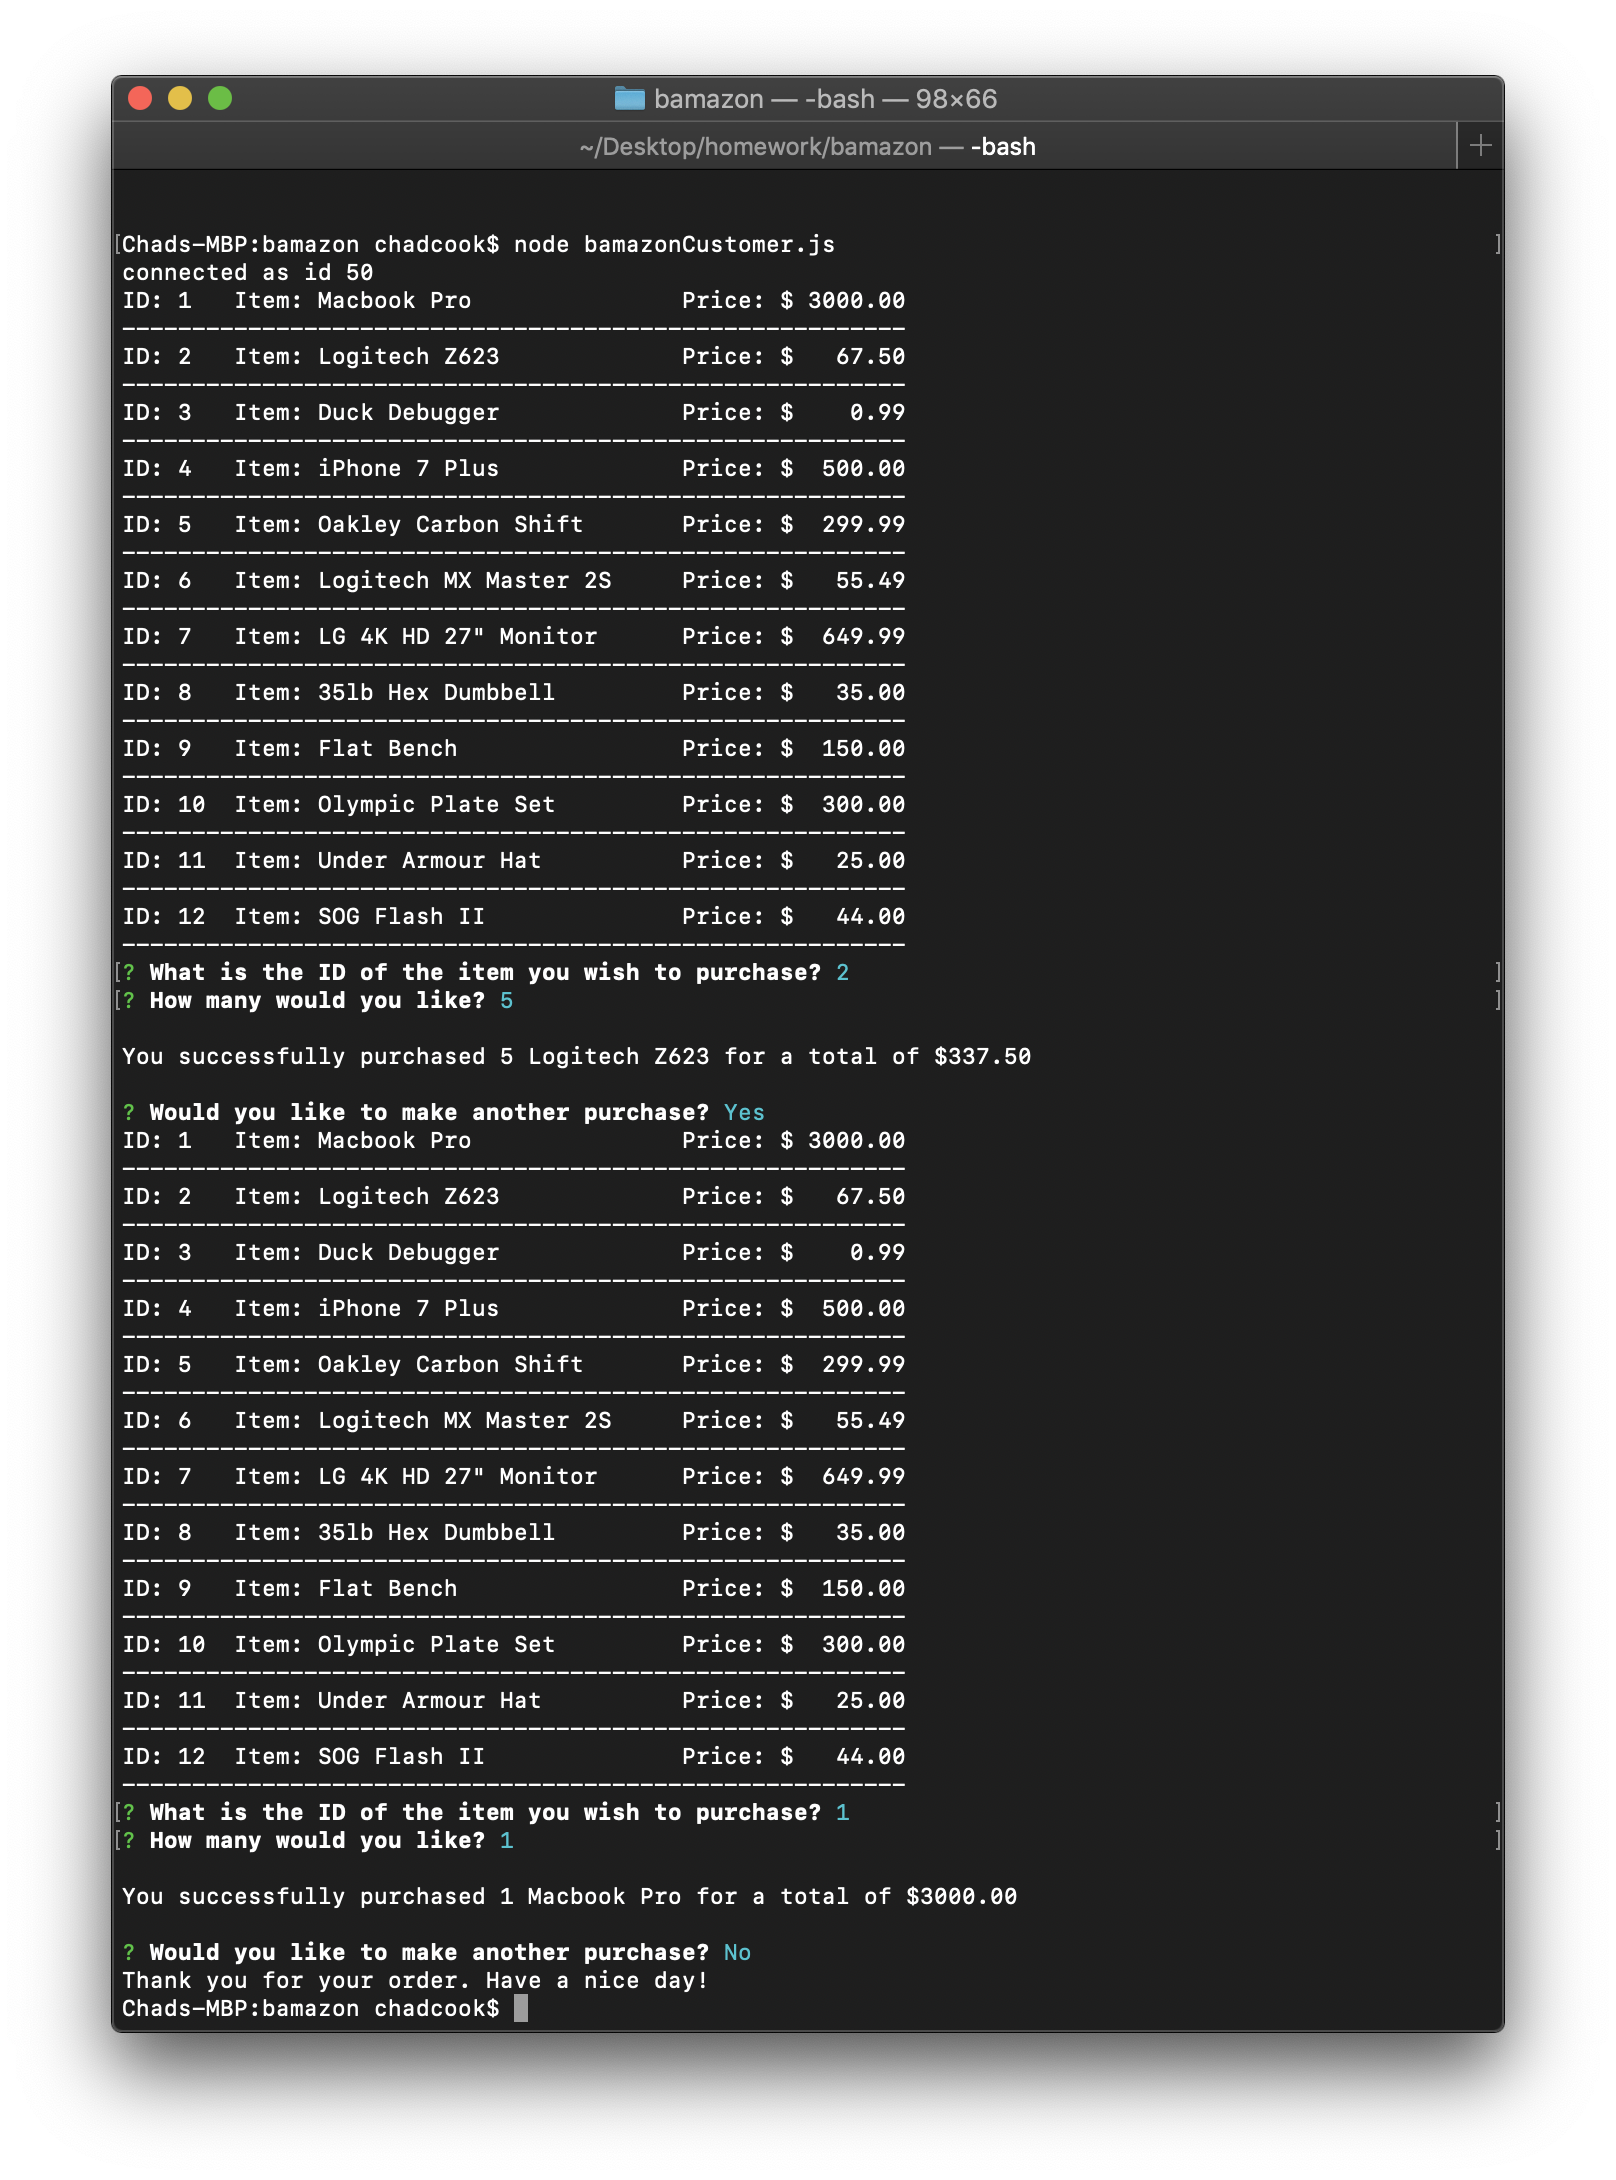 bamazon — -bash — 98×66
~/Desktop/homework/bamazon — -bash
[Chads-MBP:bamazon chadcook$ node bamazonCustomer.js ]
connected as id 50
ID: 1   Item: Macbook Pro               Price: $ 3000.00
--------------------------------------------------------
ID: 2   Item: Logitech Z623             Price: $   67.50
--------------------------------------------------------
ID: 3   Item: Duck Debugger             Price: $    0.99
--------------------------------------------------------
ID: 4   Item: iPhone 7 Plus             Price: $  500.00
--------------------------------------------------------
ID: 5   Item: Oakley Carbon Shift       Price: $  299.99
--------------------------------------------------------
ID: 6   Item: Logitech MX Master 2S     Price: $   55.49
--------------------------------------------------------
ID: 7   Item: LG 4K HD 27" Monitor      Price: $  649.99
--------------------------------------------------------
ID: 8   Item: 35lb Hex Dumbbell         Price: $   35.00
--------------------------------------------------------
ID: 9   Item: Flat Bench                Price: $  150.00
--------------------------------------------------------
ID: 10  Item: Olympic Plate Set         Price: $  300.00
--------------------------------------------------------
ID: 11  Item: Under Armour Hat          Price: $   25.00
--------------------------------------------------------
ID: 12  Item: SOG Flash II              Price: $   44.00
--------------------------------------------------------
[? What is the ID of the item you wish to purchase? 2 ]
[? How many would you like? 5 ]
You successfully purchased 5 Logitech Z623 for a total of $337.50
? Would you like to make another purchase? Yes
ID: 1   Item: Macbook Pro               Price: $ 3000.00
--------------------------------------------------------
ID: 2   Item: Logitech Z623             Price: $   67.50
--------------------------------------------------------
ID: 3   Item: Duck Debugger             Price: $    0.99
--------------------------------------------------------
ID: 4   Item: iPhone 7 Plus             Price: $  500.00
--------------------------------------------------------
ID: 5   Item: Oakley Carbon Shift       Price: $  299.99
--------------------------------------------------------
ID: 6   Item: Logitech MX Master 2S     Price: $   55.49
--------------------------------------------------------
ID: 7   Item: LG 4K HD 27" Monitor      Price: $  649.99
--------------------------------------------------------
ID: 8   Item: 35lb Hex Dumbbell         Price: $   35.00
--------------------------------------------------------
ID: 9   Item: Flat Bench                Price: $  150.00
--------------------------------------------------------
ID: 10  Item: Olympic Plate Set         Price: $  300.00
--------------------------------------------------------
ID: 11  Item: Under Armour Hat          Price: $   25.00
--------------------------------------------------------
ID: 12  Item: SOG Flash II              Price: $   44.00
--------------------------------------------------------
[? What is the ID of the item you wish to purchase? 1 ]
[? How many would you like? 1 ]
You successfully purchased 1 Macbook Pro for a total of $3000.00
? Would you like to make another purchase? No
Thank you for your order. Have a nice day!
Chads-MBP:bamazon chadcook$